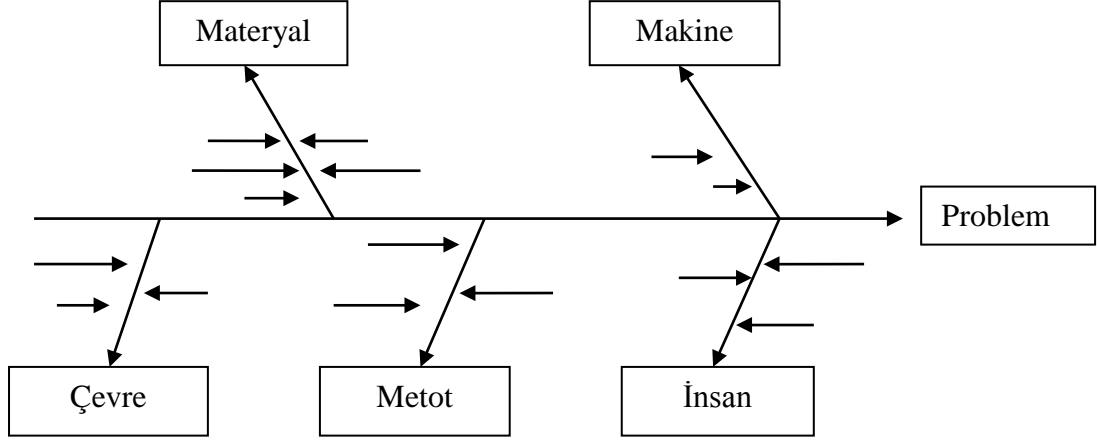 Materyal
Makine
Problem
Çevre
Metot
İnsan